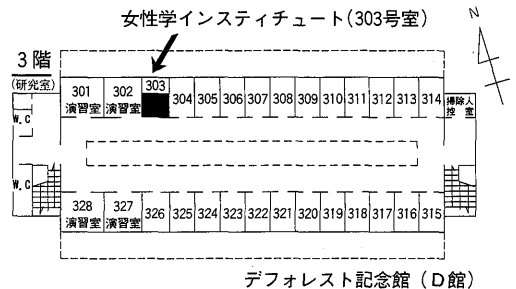 女性学インスティチュート(303号室)
N
3階
(研究室)
301 302 303 304 305 306 307 308 309 310 311 312 313 314
演習室 演習室
掃除人
控室
W.C
W.C
328 327 326 325 324 323 322 321 320 319 318 317 316 315
演習室 演習室
デフォレスト記念館(D館)